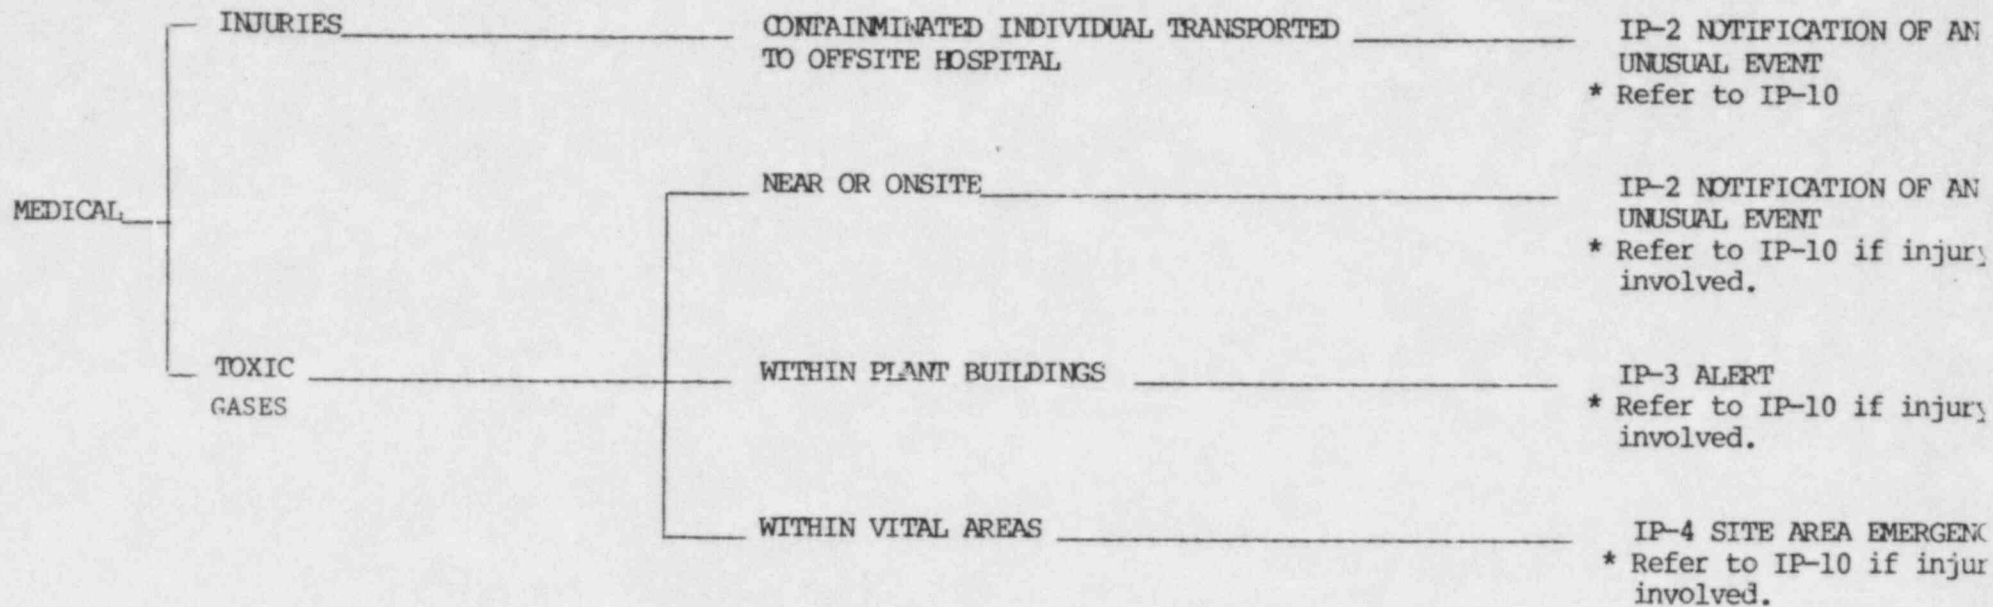 INJURIES
CONTAINMINATED INDIVIDUAL TRANSPORTED
TO OFFSITE HOSPITAL
IP-2 NOTIFICATION OF AN
UNUSUAL EVENT
* Refer to IP-10
MEDICAL
NEAR OR ONSITE
IP-2 NOTIFICATION OF AN
UNUSUAL EVENT
* Refer to IP-10 if injury
involved.
TOXIC
GASES
WITHIN PLANT BUILDINGS
IP-3 ALERT
* Refer to IP-10 if injury
involved.
WITHIN VITAL AREAS
IP-4 SITE AREA EMERGENC
* Refer to IP-10 if injur
involved.